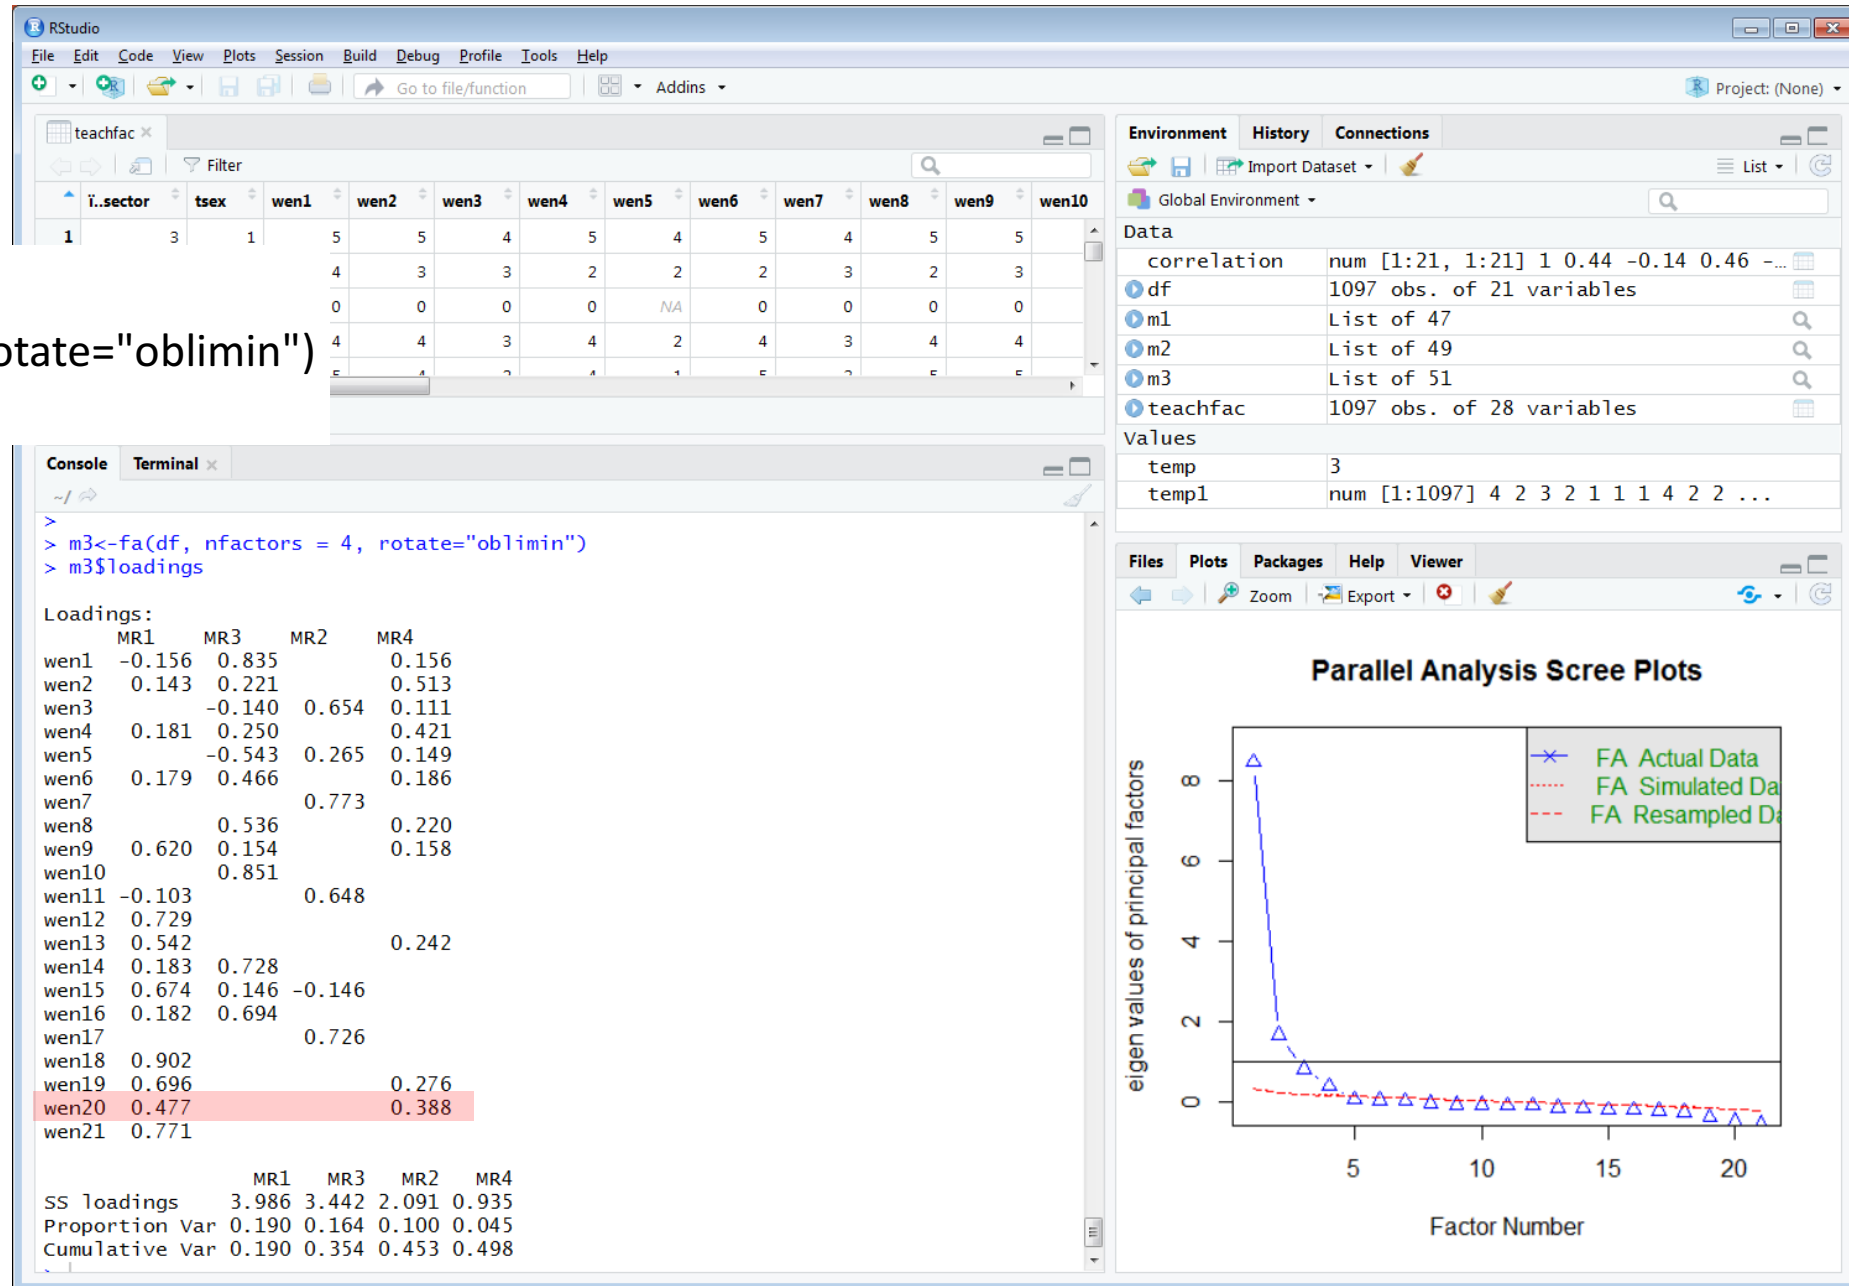 RStudio
File Edit Code View Plots Session Build Debug Profile Tools Help
Go to file/function Addins Project: (None)
teachfac
Filter
ï..sector tsex wen1 wen2 wen3 wen4 wen5 wen6 wen7 wen8 wen9 wen10
1 3 1 5 5 4 5 4 5 4 5 5
4 3 3 2 2 2 3 2 3
0 0 0 0 NA 0 0 0 0
4 4 3 4 2 4 3 4 4
otate="oblimin")
Console Terminal
~/
>
> m3<-fa(df, nfactors = 4, rotate="oblimin")
> m3$loadings
Loadings:
MR1 MR3 MR2 MR4
wen1 -0.156 0.835 0.156
wen2 0.143 0.221 0.513
wen3 -0.140 0.654 0.111
wen4 0.181 0.250 0.421
wen5 -0.543 0.265 0.149
wen6 0.179 0.466 0.186
wen7 0.773
wen8 0.536 0.220
wen9 0.620 0.154 0.158
wen10 0.851
wen11 -0.103 0.648
wen12 0.729
wen13 0.542 0.242
wen14 0.183 0.728
wen15 0.674 0.146 -0.146
wen16 0.182 0.694
wen17 0.726
wen18 0.902
wen19 0.696 0.276
wen20 0.477 0.388
wen21 0.771
MR1 MR3 MR2 MR4
SS loadings 3.986 3.442 2.091 0.935
Proportion Var 0.190 0.164 0.100 0.045
Cumulative Var 0.190 0.354 0.453 0.498
Environment History Connections
Import Dataset List
Global Environment
Data
correlation num [1:21, 1:21] 1 0.44 -0.14 0.46 -...
df 1097 obs. of 21 variables
m1 List of 47
m2 List of 49
m3 List of 51
teachfac 1097 obs. of 28 variables
Values
temp 3
temp1 num [1:1097] 4 2 3 2 1 1 1 4 2 2 ...
Files Plots Packages Help Viewer
Zoom Export
Parallel Analysis Scree Plots
FA Actual Data
FA Simulated Da
FA Resampled Da
eigen values of principal factors
8
6
4
2
0
5 10 15 20
Factor Number